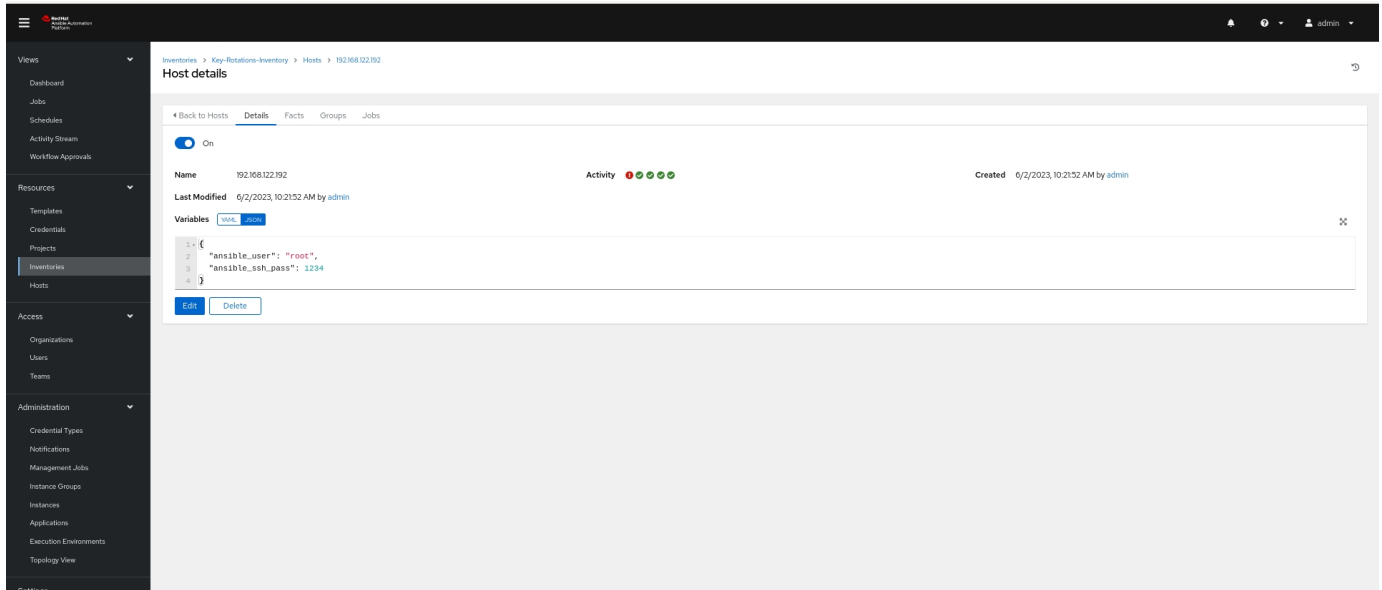 Red Hat
Ansible Automation
Platform
admin
Views
Dashboard
Jobs
Schedules
Activity Stream
Workflow Approvals
Resources
Templates
Credentials
Projects
Inventories
Hosts
Access
Organizations
Users
Teams
Administration
Credential Types
Notifications
Management Jobs
Instance Groups
Instances
Applications
Execution Environments
Topology View
Inventories > Key-Rotations-Inventory > Hosts > 192.168.122.192
Host details
Back to Hosts Details Facts Groups Jobs
On
Name 192.168.122.192 Activity Created 6/2/2023, 10:21:52 AM by admin
Last Modified 6/2/2023, 10:21:52 AM by admin
Variables YAML JSON
1 {
2 "ansible_user": "root",
3 "ansible_ssh_pass": 1234
4 }
Edit Delete